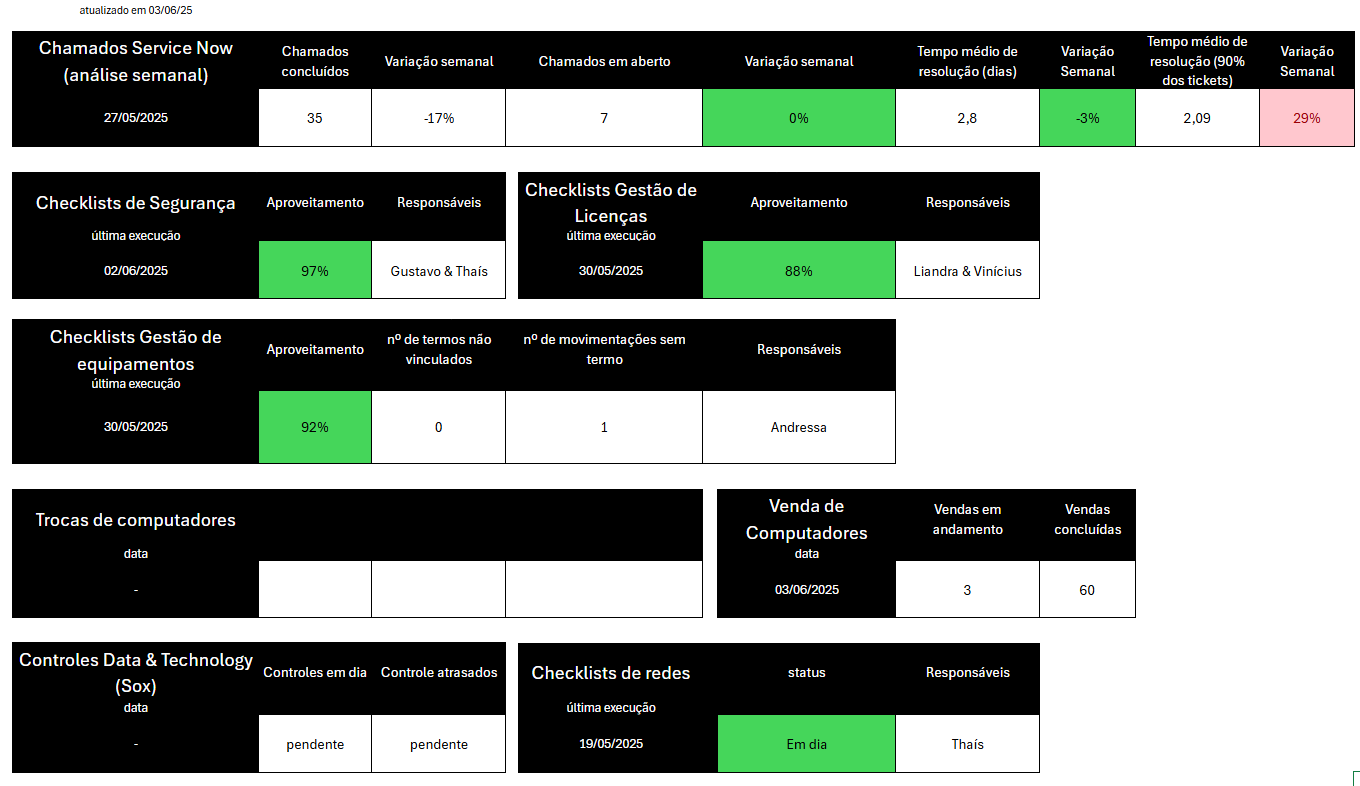 atualizado em 03/06/25
Chamados Service Now
(análise semanal)
27/05/2025
Chamados
concluídos
Variação semanal
Chamados em aberto
Variação semanal
Tempo médio de
resolução (dias)
Variação
Semanal
Tempo médio de
resolução (90%
dos tickets)
Variação
Semanal
35
-17%
7
0%
2,8
-3%
2,09
29%
Checklists de Segurança
última execução
02/06/2025
Aproveitamento
Responsáveis
97%
Gustavo & Thaís
Checklists Gestão de
Licenças
última execução
30/05/2025
Aproveitamento
Responsáveis
88%
Liandra & Vinícius
Checklists Gestão de
equipamentos
última execução
30/05/2025
Aproveitamento
nº de termos não
vinculados
nº de movimentações sem
termo
Responsáveis
92%
0
1
Andressa
Trocas de computadores
data
-
Venda de
Computadores
data
03/06/2025
Vendas em
andamento
Vendas
concluídas
3
60
Controles Data & Technology
(Sox)
data
-
Controles em dia
Controle atrasados
pendente
pendente
Checklists de redes
última execução
19/05/2025
status
Responsáveis
Em dia
Thaís